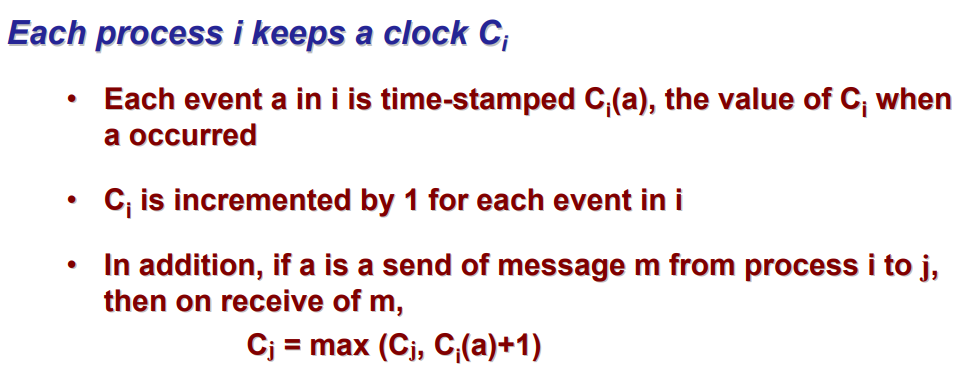 Each process i keeps a clock Cᵢ
• Each event a in i is time-stamped Cᵢ(a), the value of Cᵢ when
a occurred
• Cᵢ is incremented by 1 for each event in i
• In addition, if a is a send of message m from process i to j,
then on receive of m,
Cj = max (Cj, Cᵢ(a)+1)